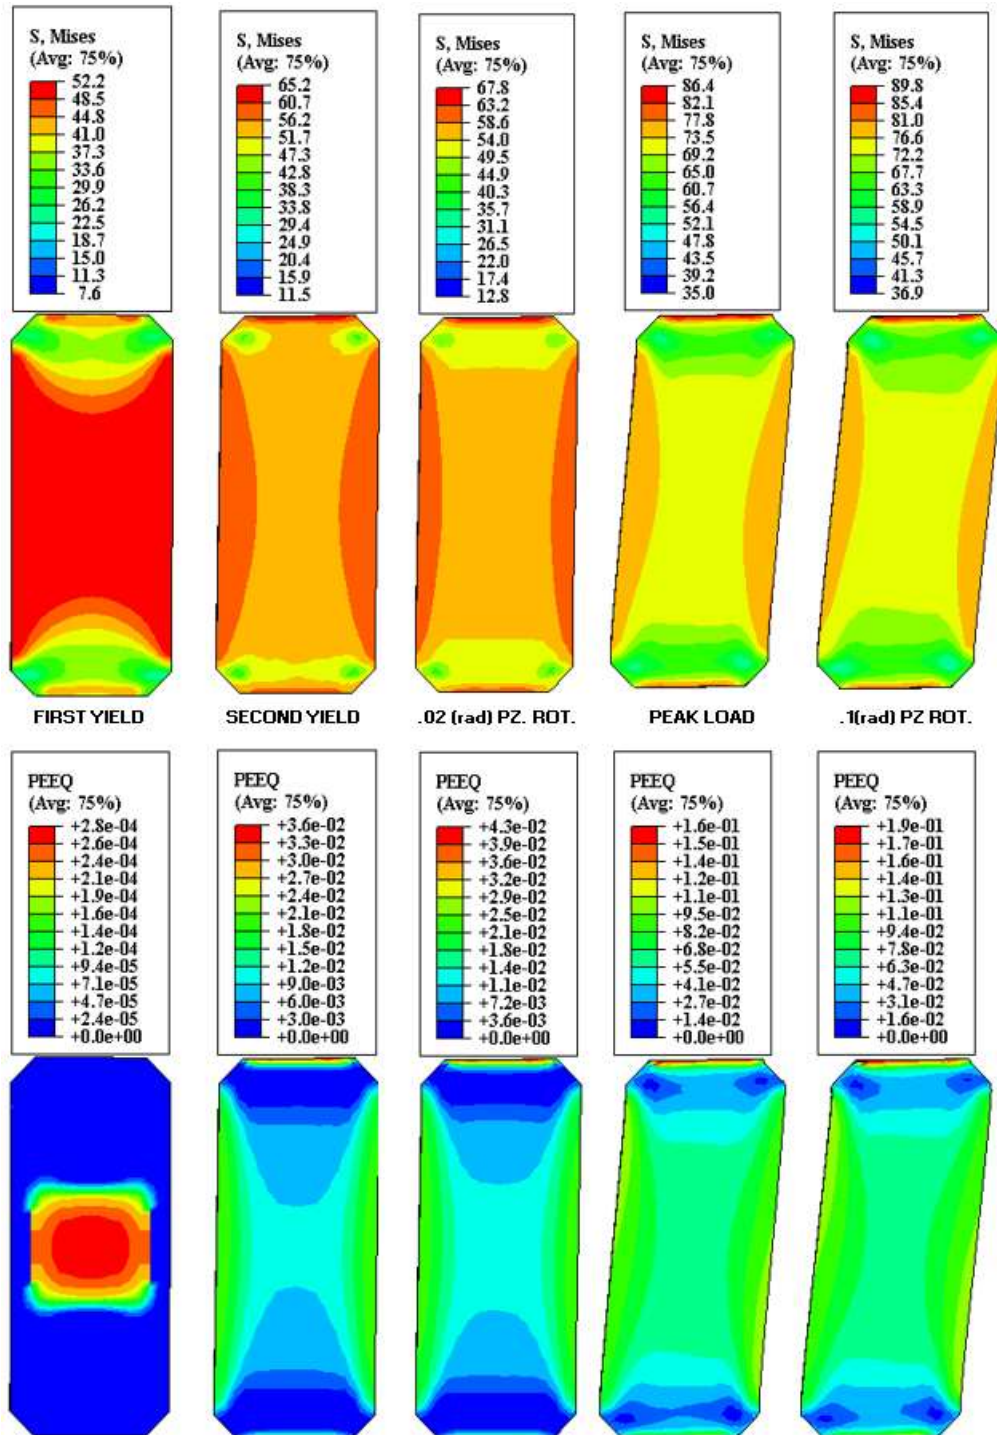 S, Mises
(Avg: 75%)
52.2
48.5
44.8
41.0
37.3
33.6
29.9
26.2
22.5
18.7
15.0
11.3
7.6
S, Mises
(Avg: 75%)
65.2
60.7
56.2
51.7
47.3
42.8
38.3
33.8
29.4
24.9
20.4
15.9
11.5
S, Mises
(Avg: 75%)
67.8
63.2
58.6
54.0
49.5
44.9
40.3
35.7
31.1
26.5
22.0
17.4
12.8
S, Mises
(Avg: 75%)
86.4
82.1
77.8
73.5
69.2
65.0
60.7
56.4
52.1
47.8
43.5
39.2
35.0
S, Mises
(Avg: 75%)
89.8
85.4
81.0
76.6
72.2
67.7
63.3
58.9
54.5
50.1
45.7
41.3
36.9
FIRST YIELD
SECOND YIELD
.02 (rad) PZ. ROT.
PEAK LOAD
.1(rad) PZ ROT.
PEEQ
(Avg: 75%)
+2.8e-04
+2.6e-04
+2.4e-04
+2.1e-04
+1.9e-04
+1.6e-04
+1.4e-04
+1.2e-04
+9.4e-05
+7.1e-05
+4.7e-05
+2.4e-05
+0.0e+00
PEEQ
(Avg: 75%)
+3.6e-02
+3.3e-02
+3.0e-02
+2.7e-02
+2.4e-02
+2.1e-02
+1.8e-02
+1.5e-02
+1.2e-02
+9.0e-03
+6.0e-03
+3.0e-03
+0.0e+00
PEEQ
(Avg: 75%)
+4.3e-02
+3.9e-02
+3.6e-02
+3.2e-02
+2.9e-02
+2.5e-02
+2.1e-02
+1.8e-02
+1.4e-02
+1.1e-02
+7.2e-03
+3.6e-03
+0.0e+00
PEEQ
(Avg: 75%)
+1.6e-01
+1.5e-01
+1.4e-01
+1.2e-01
+1.1e-01
+9.5e-02
+8.2e-02
+6.8e-02
+5.5e-02
+4.1e-02
+2.7e-02
+1.4e-02
+0.0e+00
PEEQ
(Avg: 75%)
+1.9e-01
+1.7e-01
+1.6e-01
+1.4e-01
+1.3e-01
+1.1e-01
+9.4e-02
+7.8e-02
+6.3e-02
+4.7e-02
+3.1e-02
+1.6e-02
+0.0e+00